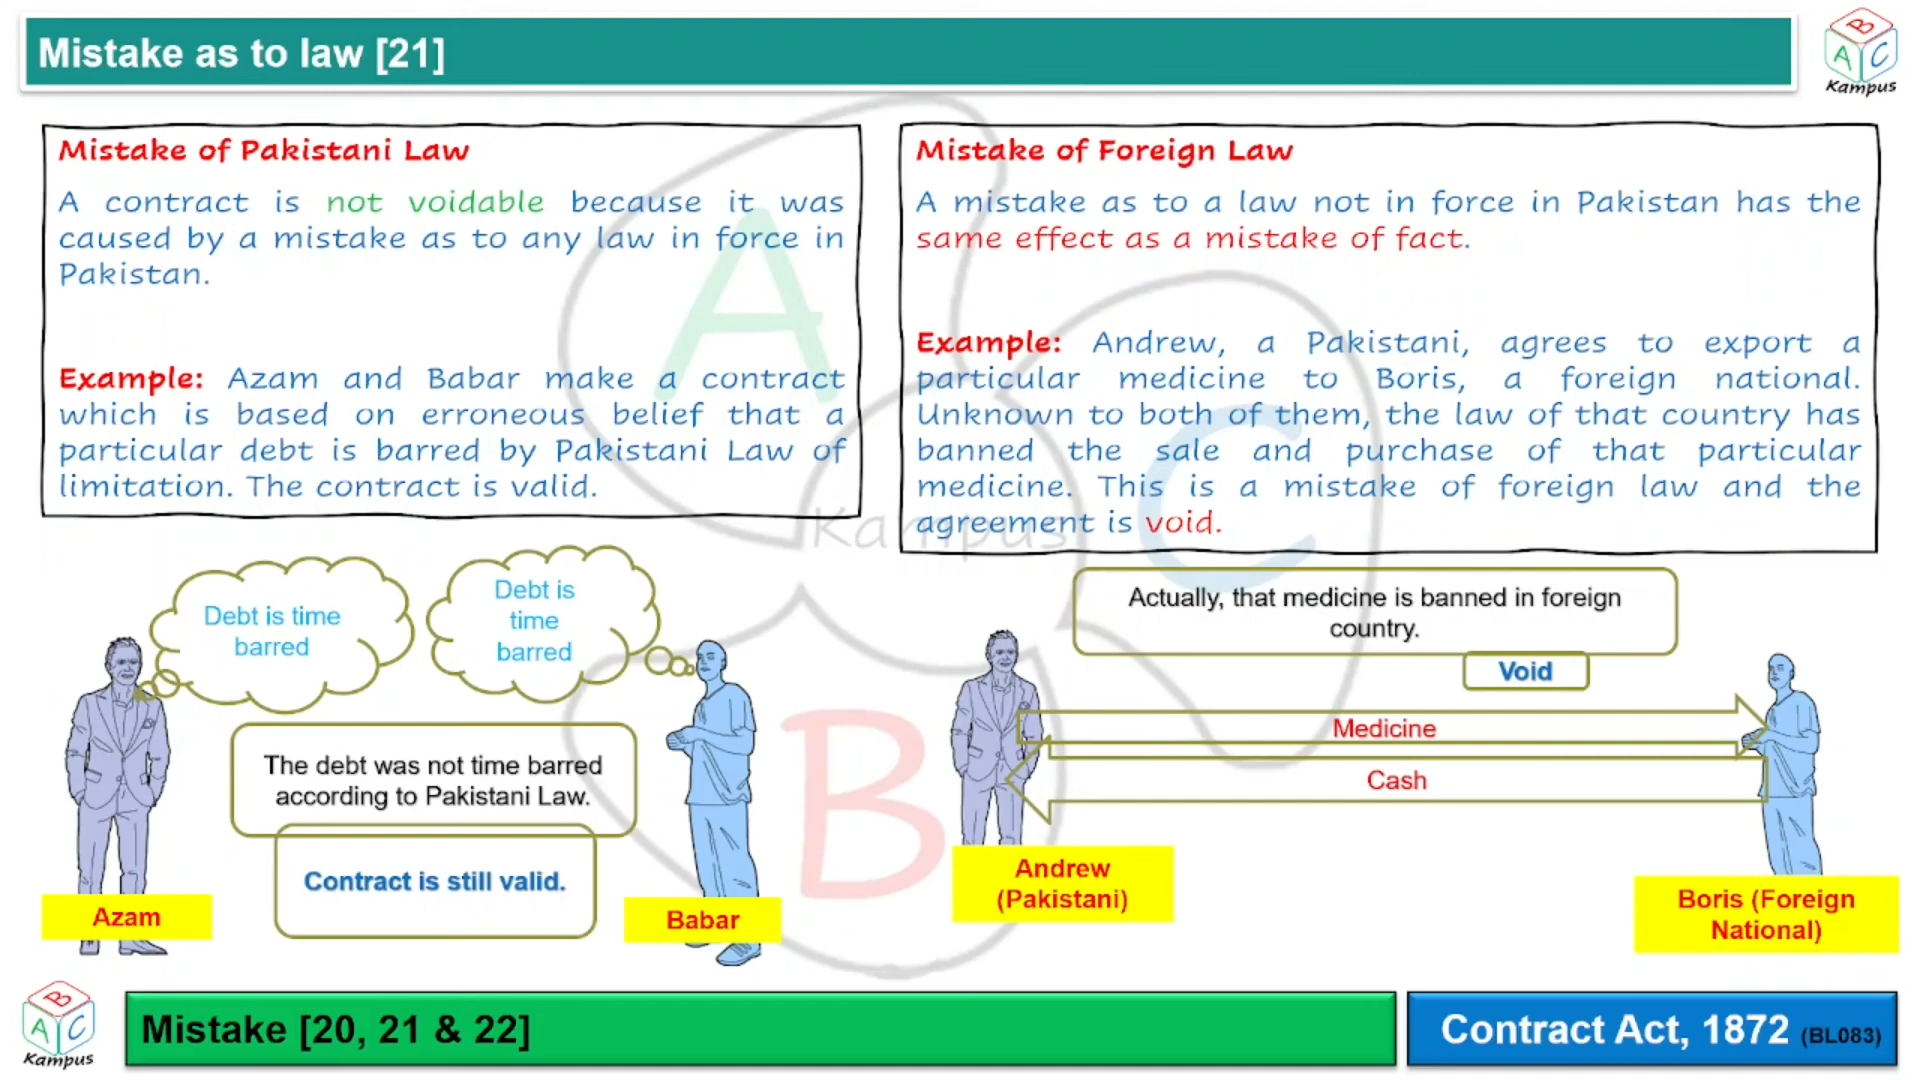 Mistake as to law [21]
B
A C
Kampus
Mistake of Pakistani Law
A contract is not voidable because it was
caused by a mistake as to any law in force in
Pakistan.
Example: Azam and Babar make a contract
which is based on erroneous belief that a
particular debt is barred by Pakistani Law of
limitation. The contract is valid.
Mistake of Foreign Law
A mistake as to a law not in force in Pakistan has the
same effect as a mistake of fact.
Example: Andrew, a Pakistani, agrees to export a
particular medicine to Boris, a foreign national.
Unknown to both of them, the law of that country has
banned the sale and purchase of that particular
medicine. This is a mistake of foreign law and the
agreement is void.
A
Kampus
C
B
Debt is time
barred
Debt is
time
barred
The debt was not time barred
according to Pakistani Law.
Contract is still valid.
Azam
Babar
Actually, that medicine is banned in foreign
country.
Void
Medicine
Cash
Andrew
(Pakistani)
Boris (Foreign
National)
B
A C
Kampus
Mistake [20, 21 & 22]
Contract Act, 1872 (BL083)